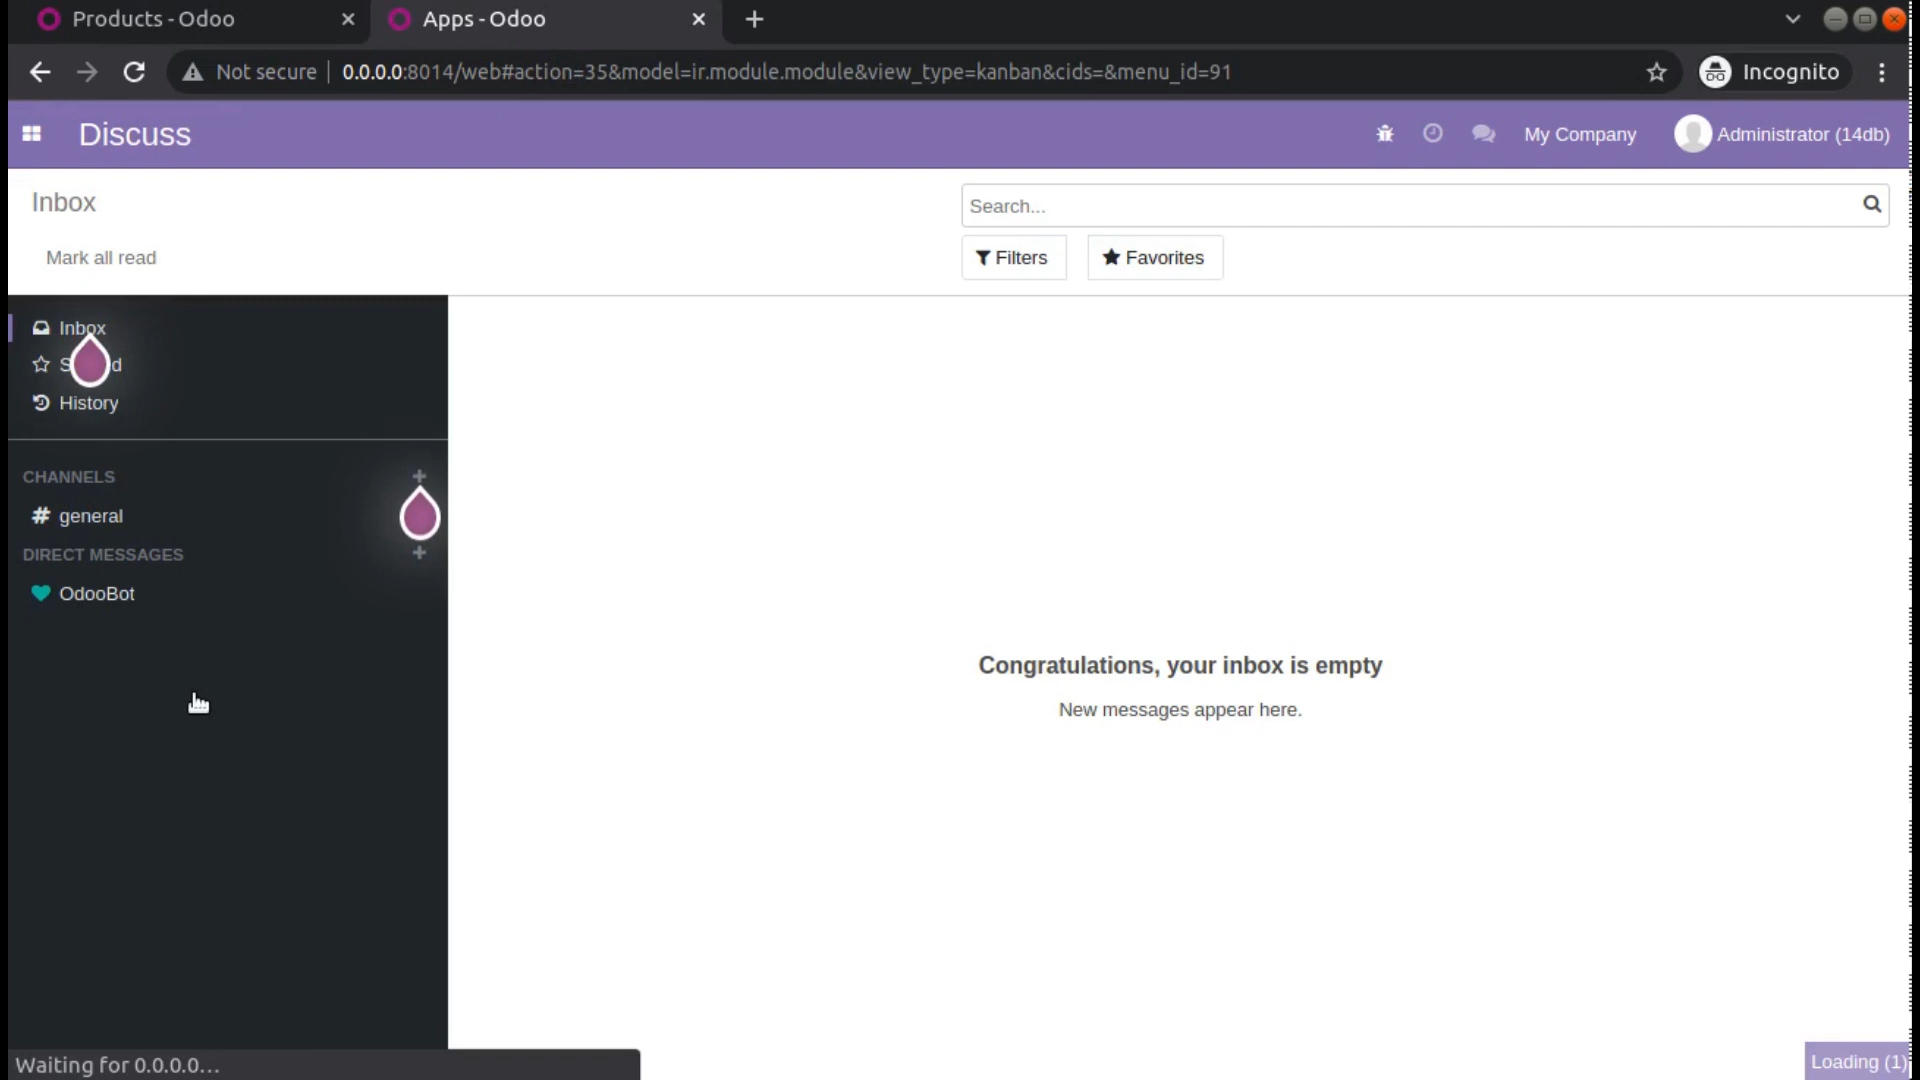 Products - Odoo
Apps - Odoo
Not secure
0.0.0.0:8014/web#action=35&model=ir.module.module&view_type=kanban&cids=&menu_id=91
Incognito
Discuss
My Company
Administrator (14db)
Inbox
Search...
Mark all read
Filters
Favorites
Inbox
History
CHANNELS
# general
DIRECT MESSAGES
OdooBot
Congratulations, your inbox is empty
New messages appear here.
Waiting for 0.0.0.0...
Loading (1)